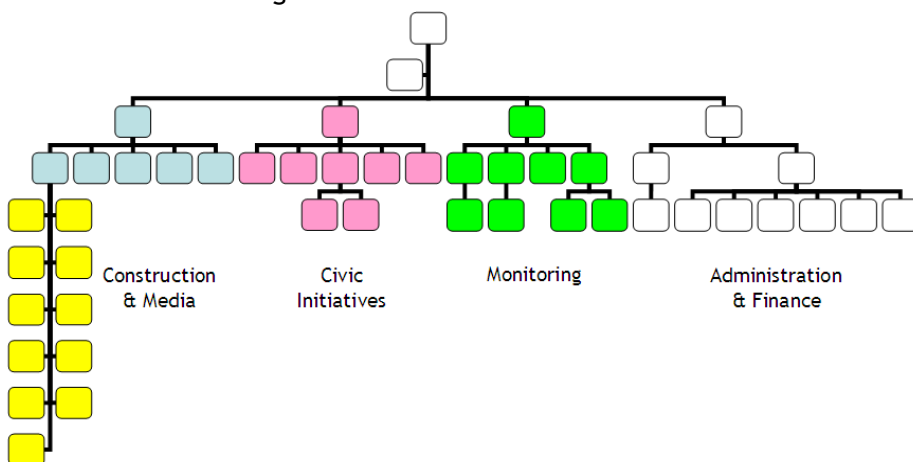 Construction
& Media
Civic
Initiatives
Monitoring
Administration
& Finance